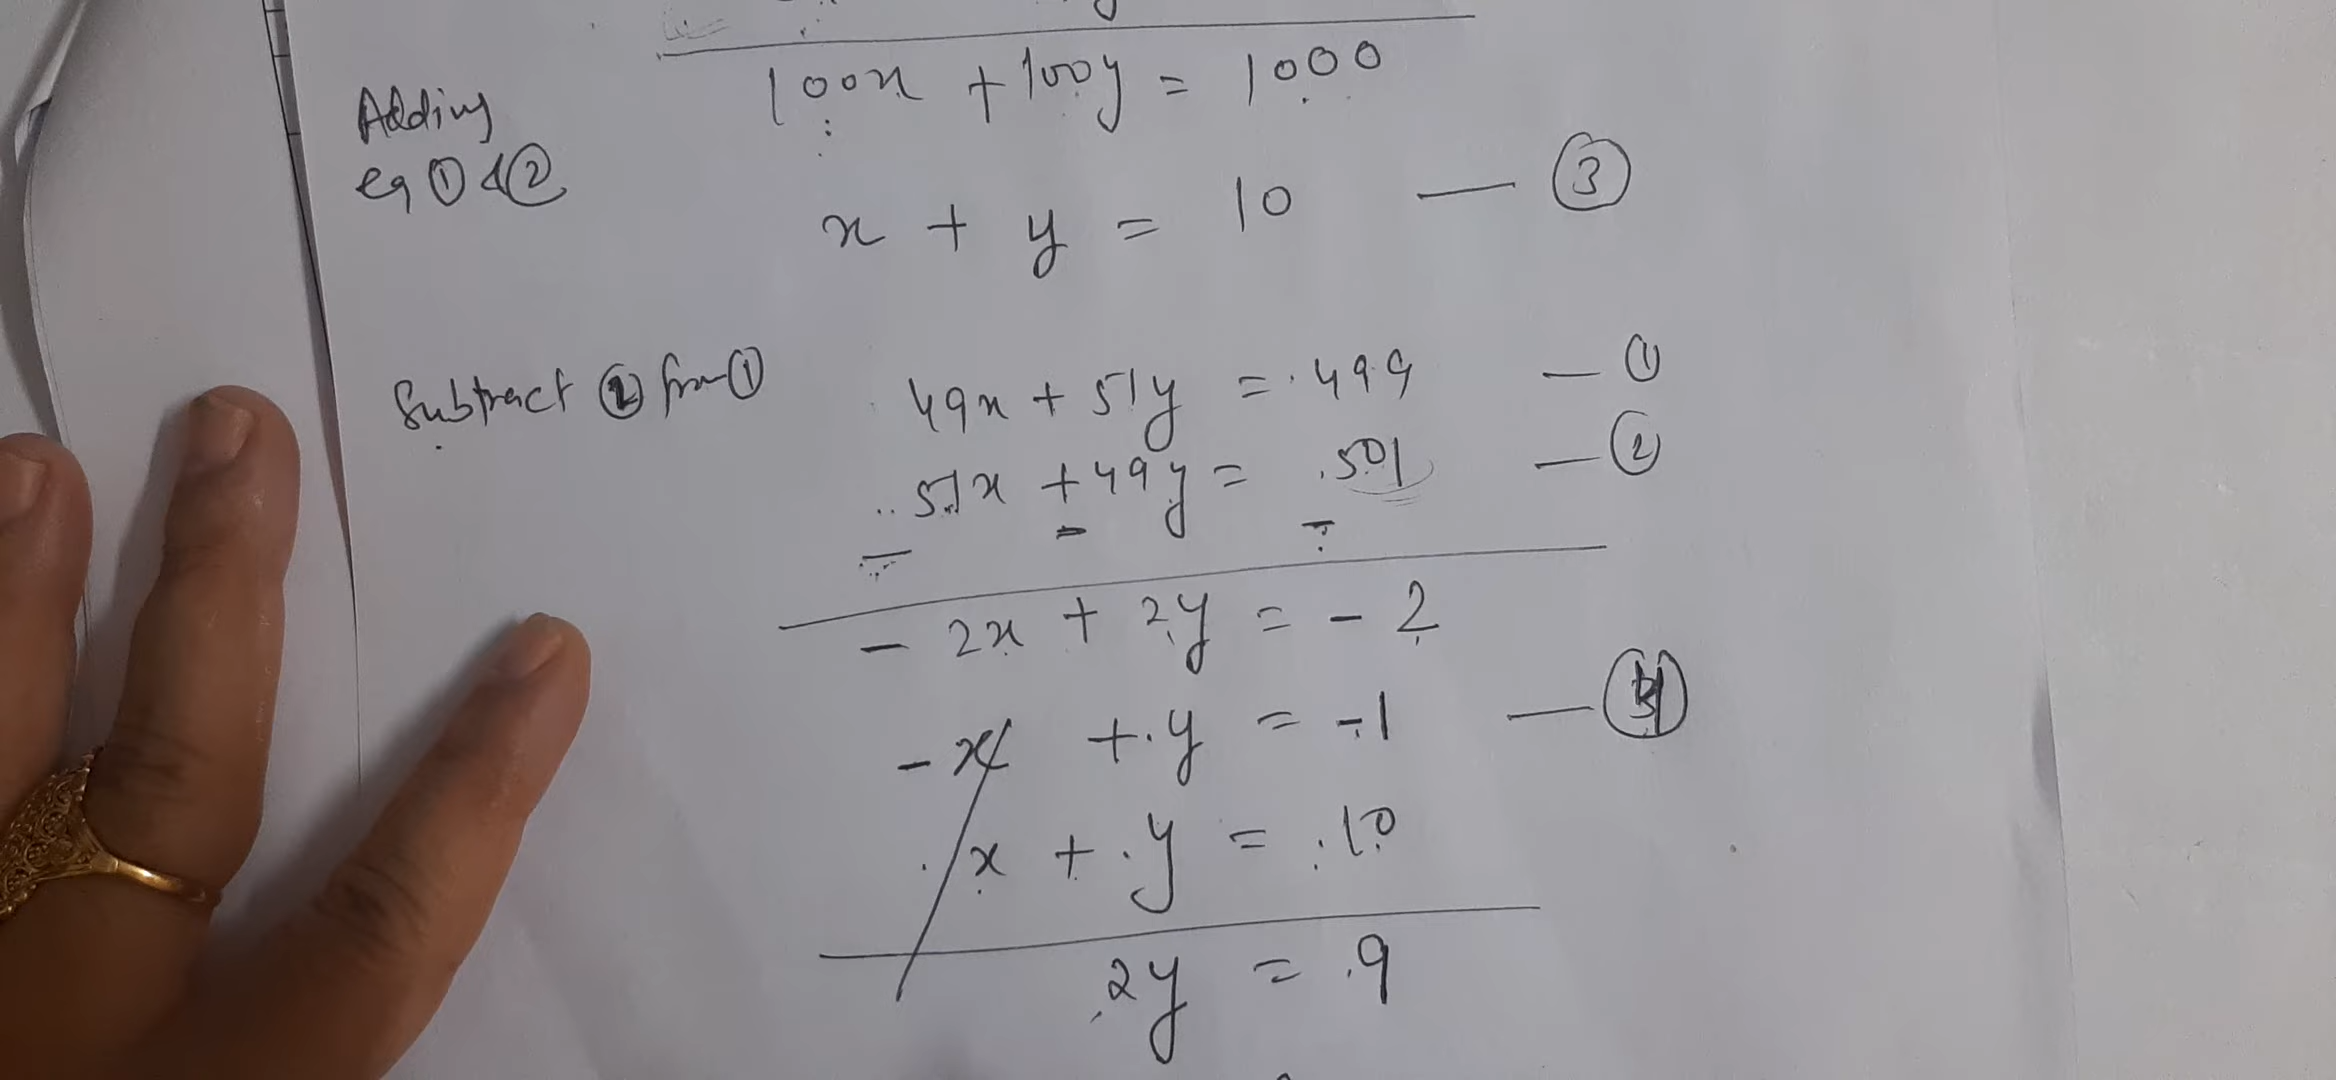 100x + 100y = 1000
Adding
eq ① & ②
x + y = 10 — ③
Subtract ② from ①
49x + 51y = 499 — ①
51x + 49y = 501 — ②
- - -
- 2x + 2y = - 2
- x + y = -1 — ④
x + y = 10
2y = 9